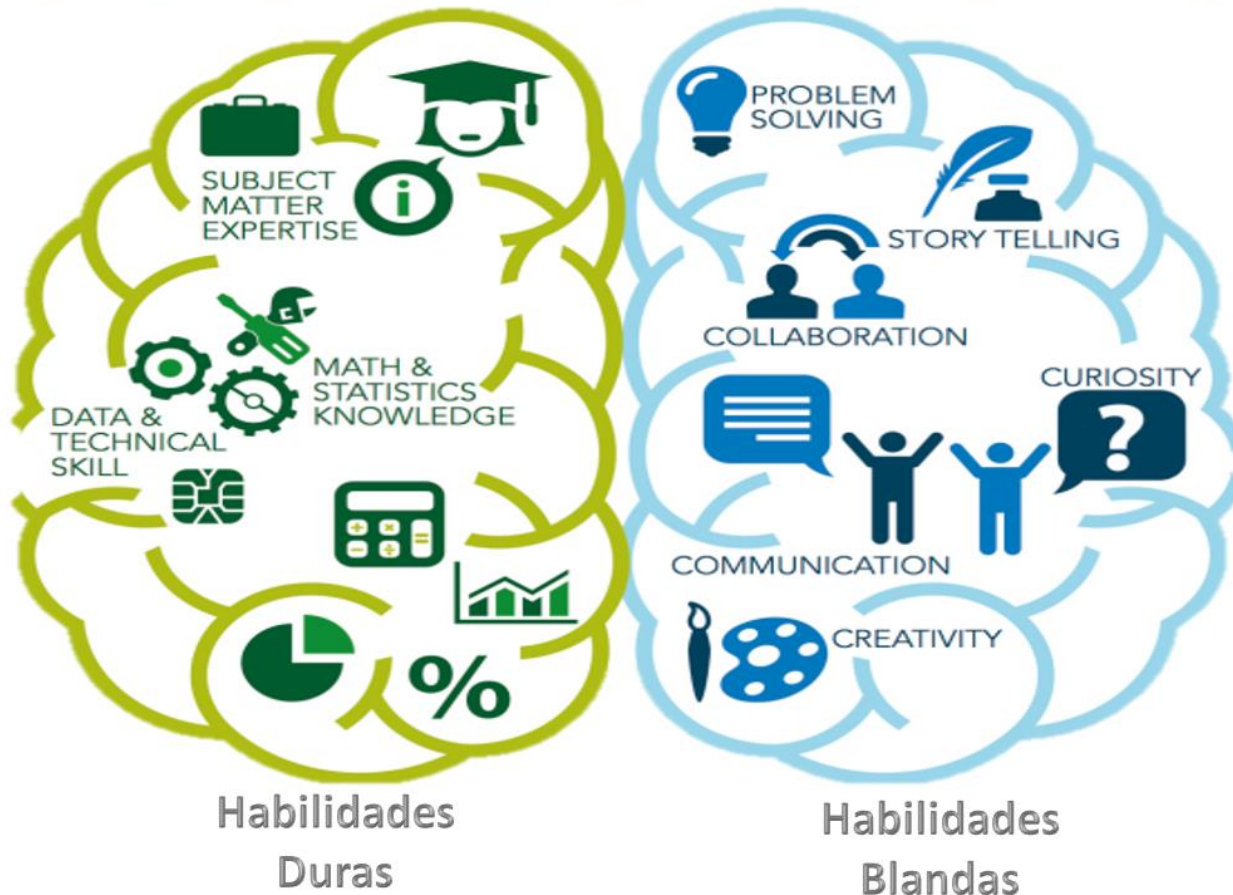 SUBJECT
MATTER
EXPERTISE
i
MATH &
STATISTICS
KNOWLEDGE
DATA &
TECHNICAL
SKILL
%
Habilidades
Duras
PROBLEM
SOLVING
STORY TELLING
COLLABORATION
CURIOSITY
?
COMMUNICATION
CREATIVITY
Habilidades
Blandas